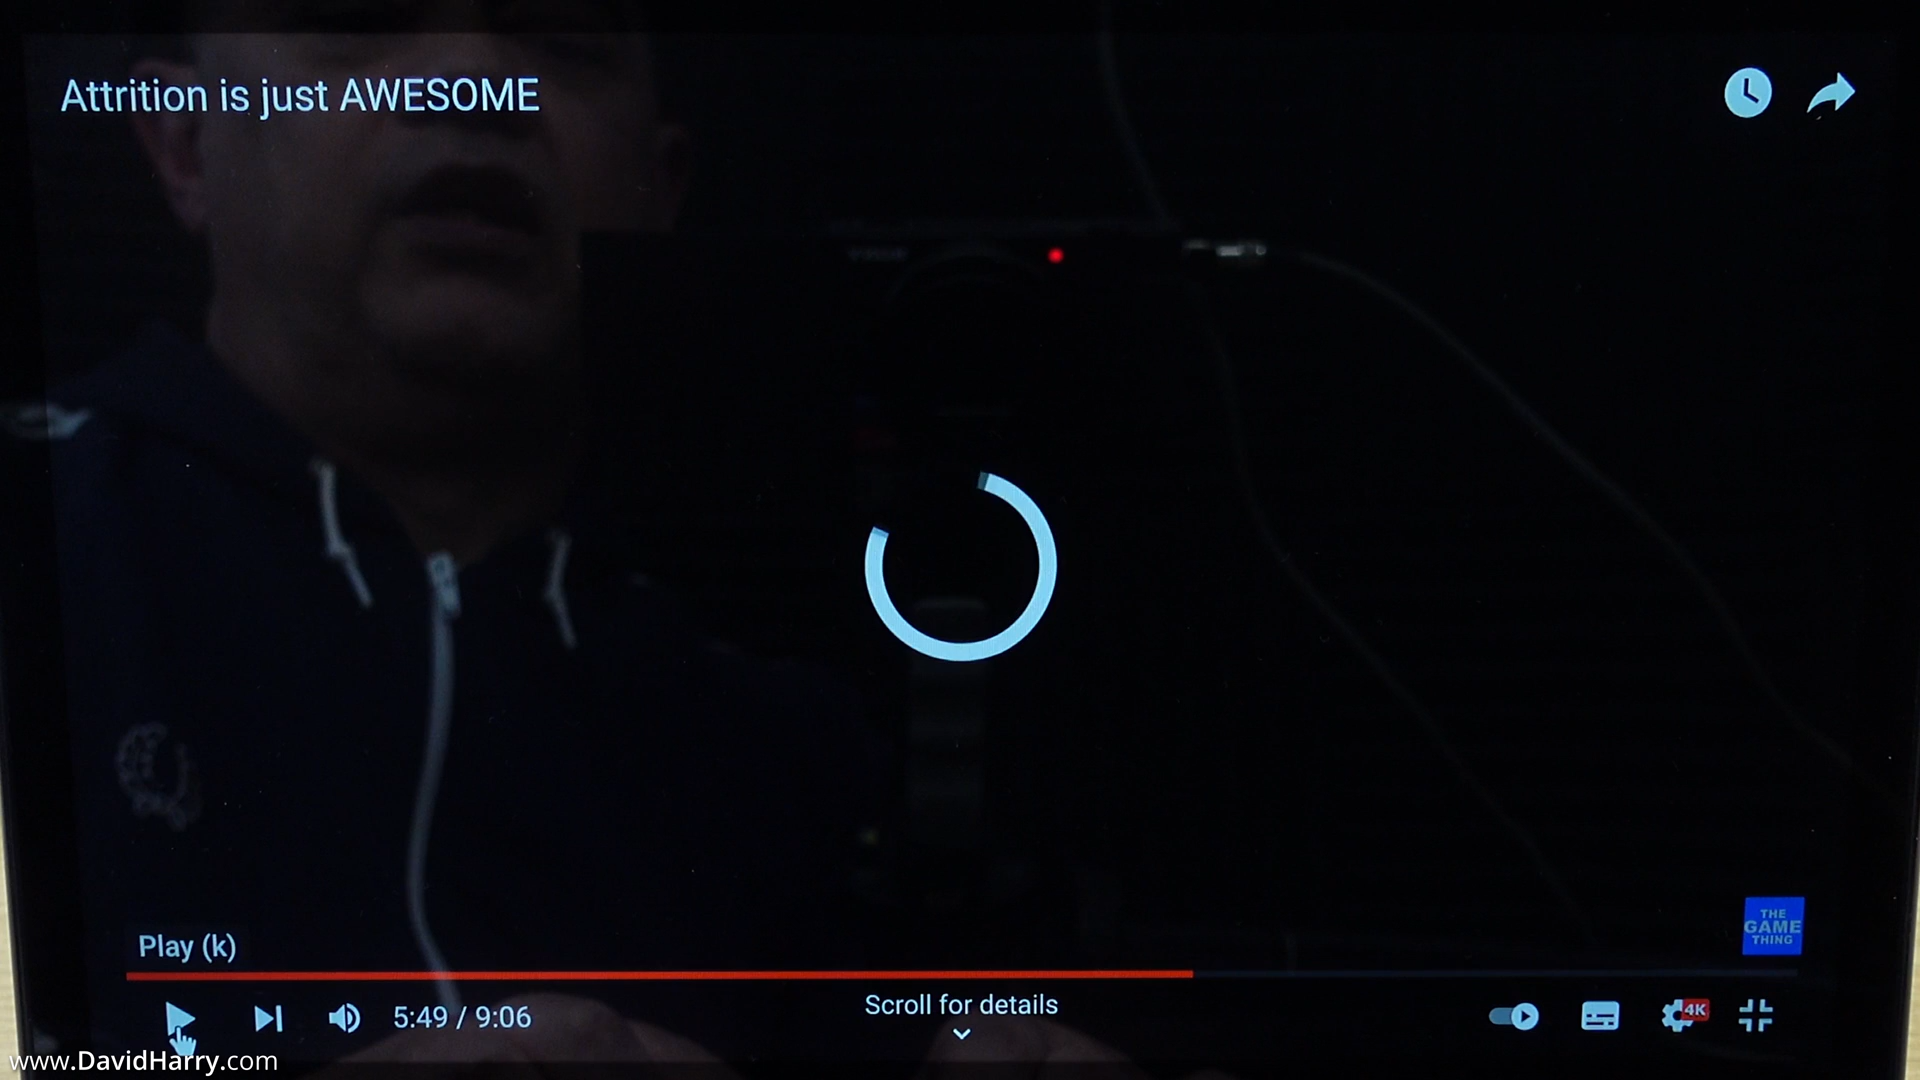 Attrition is just AWESOME
THE
GAME
THING
Play (k)
5:49 / 9:06
Scroll for details
4K
www.DavidHarry.com